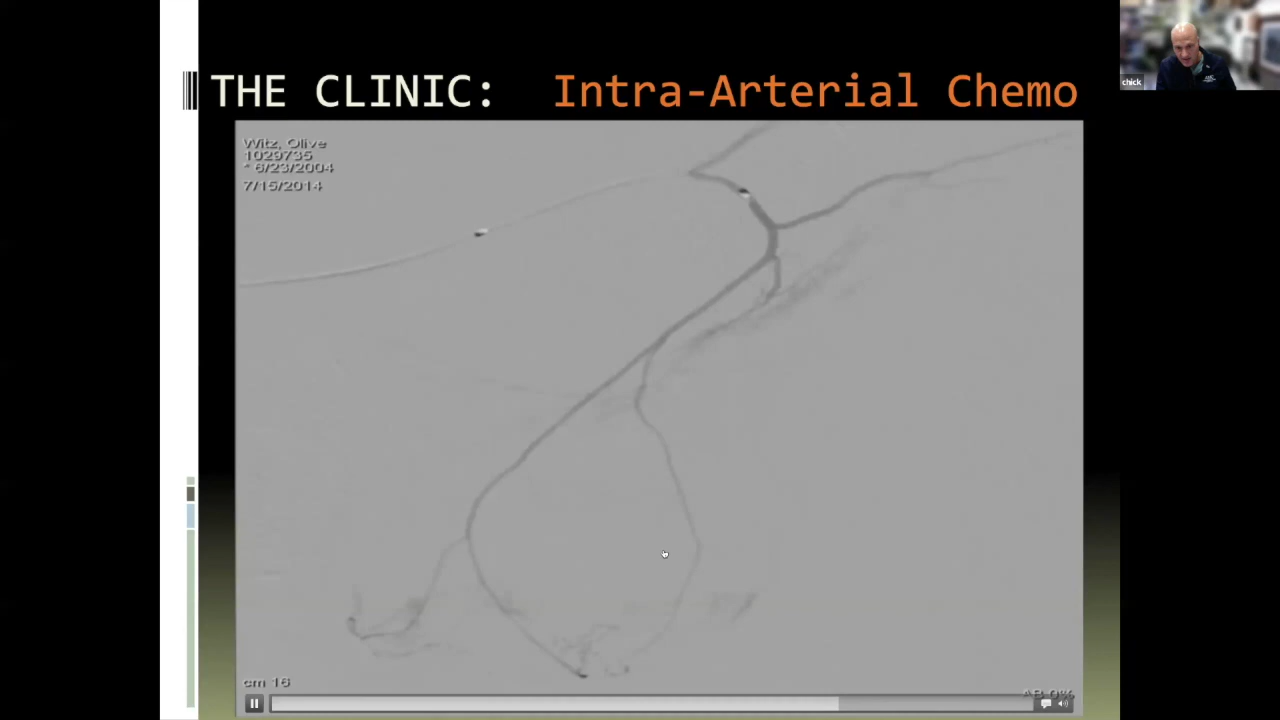 THE CLINIC: Intra-Arterial Chemo
chick
Witz, Olive
1029735
* 6/23/2004
7/15/2014
cm 16